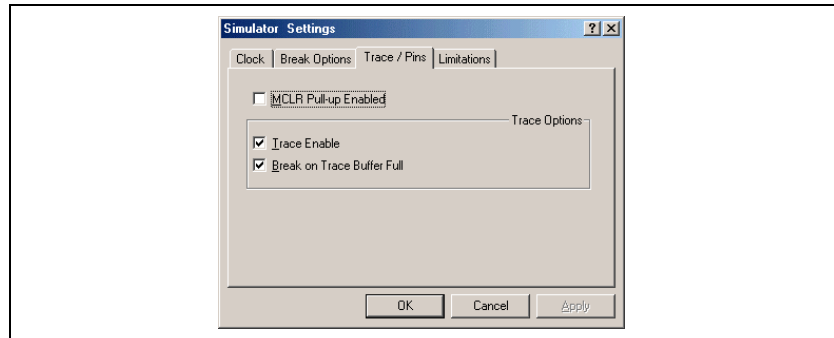 Simulator Settings
Clock Break Options Trace / Pins Limitations
MCLR Pull-up Enabled
Trace Options
Trace Enable
Break on Trace Buffer Full
OK Cancel Apply